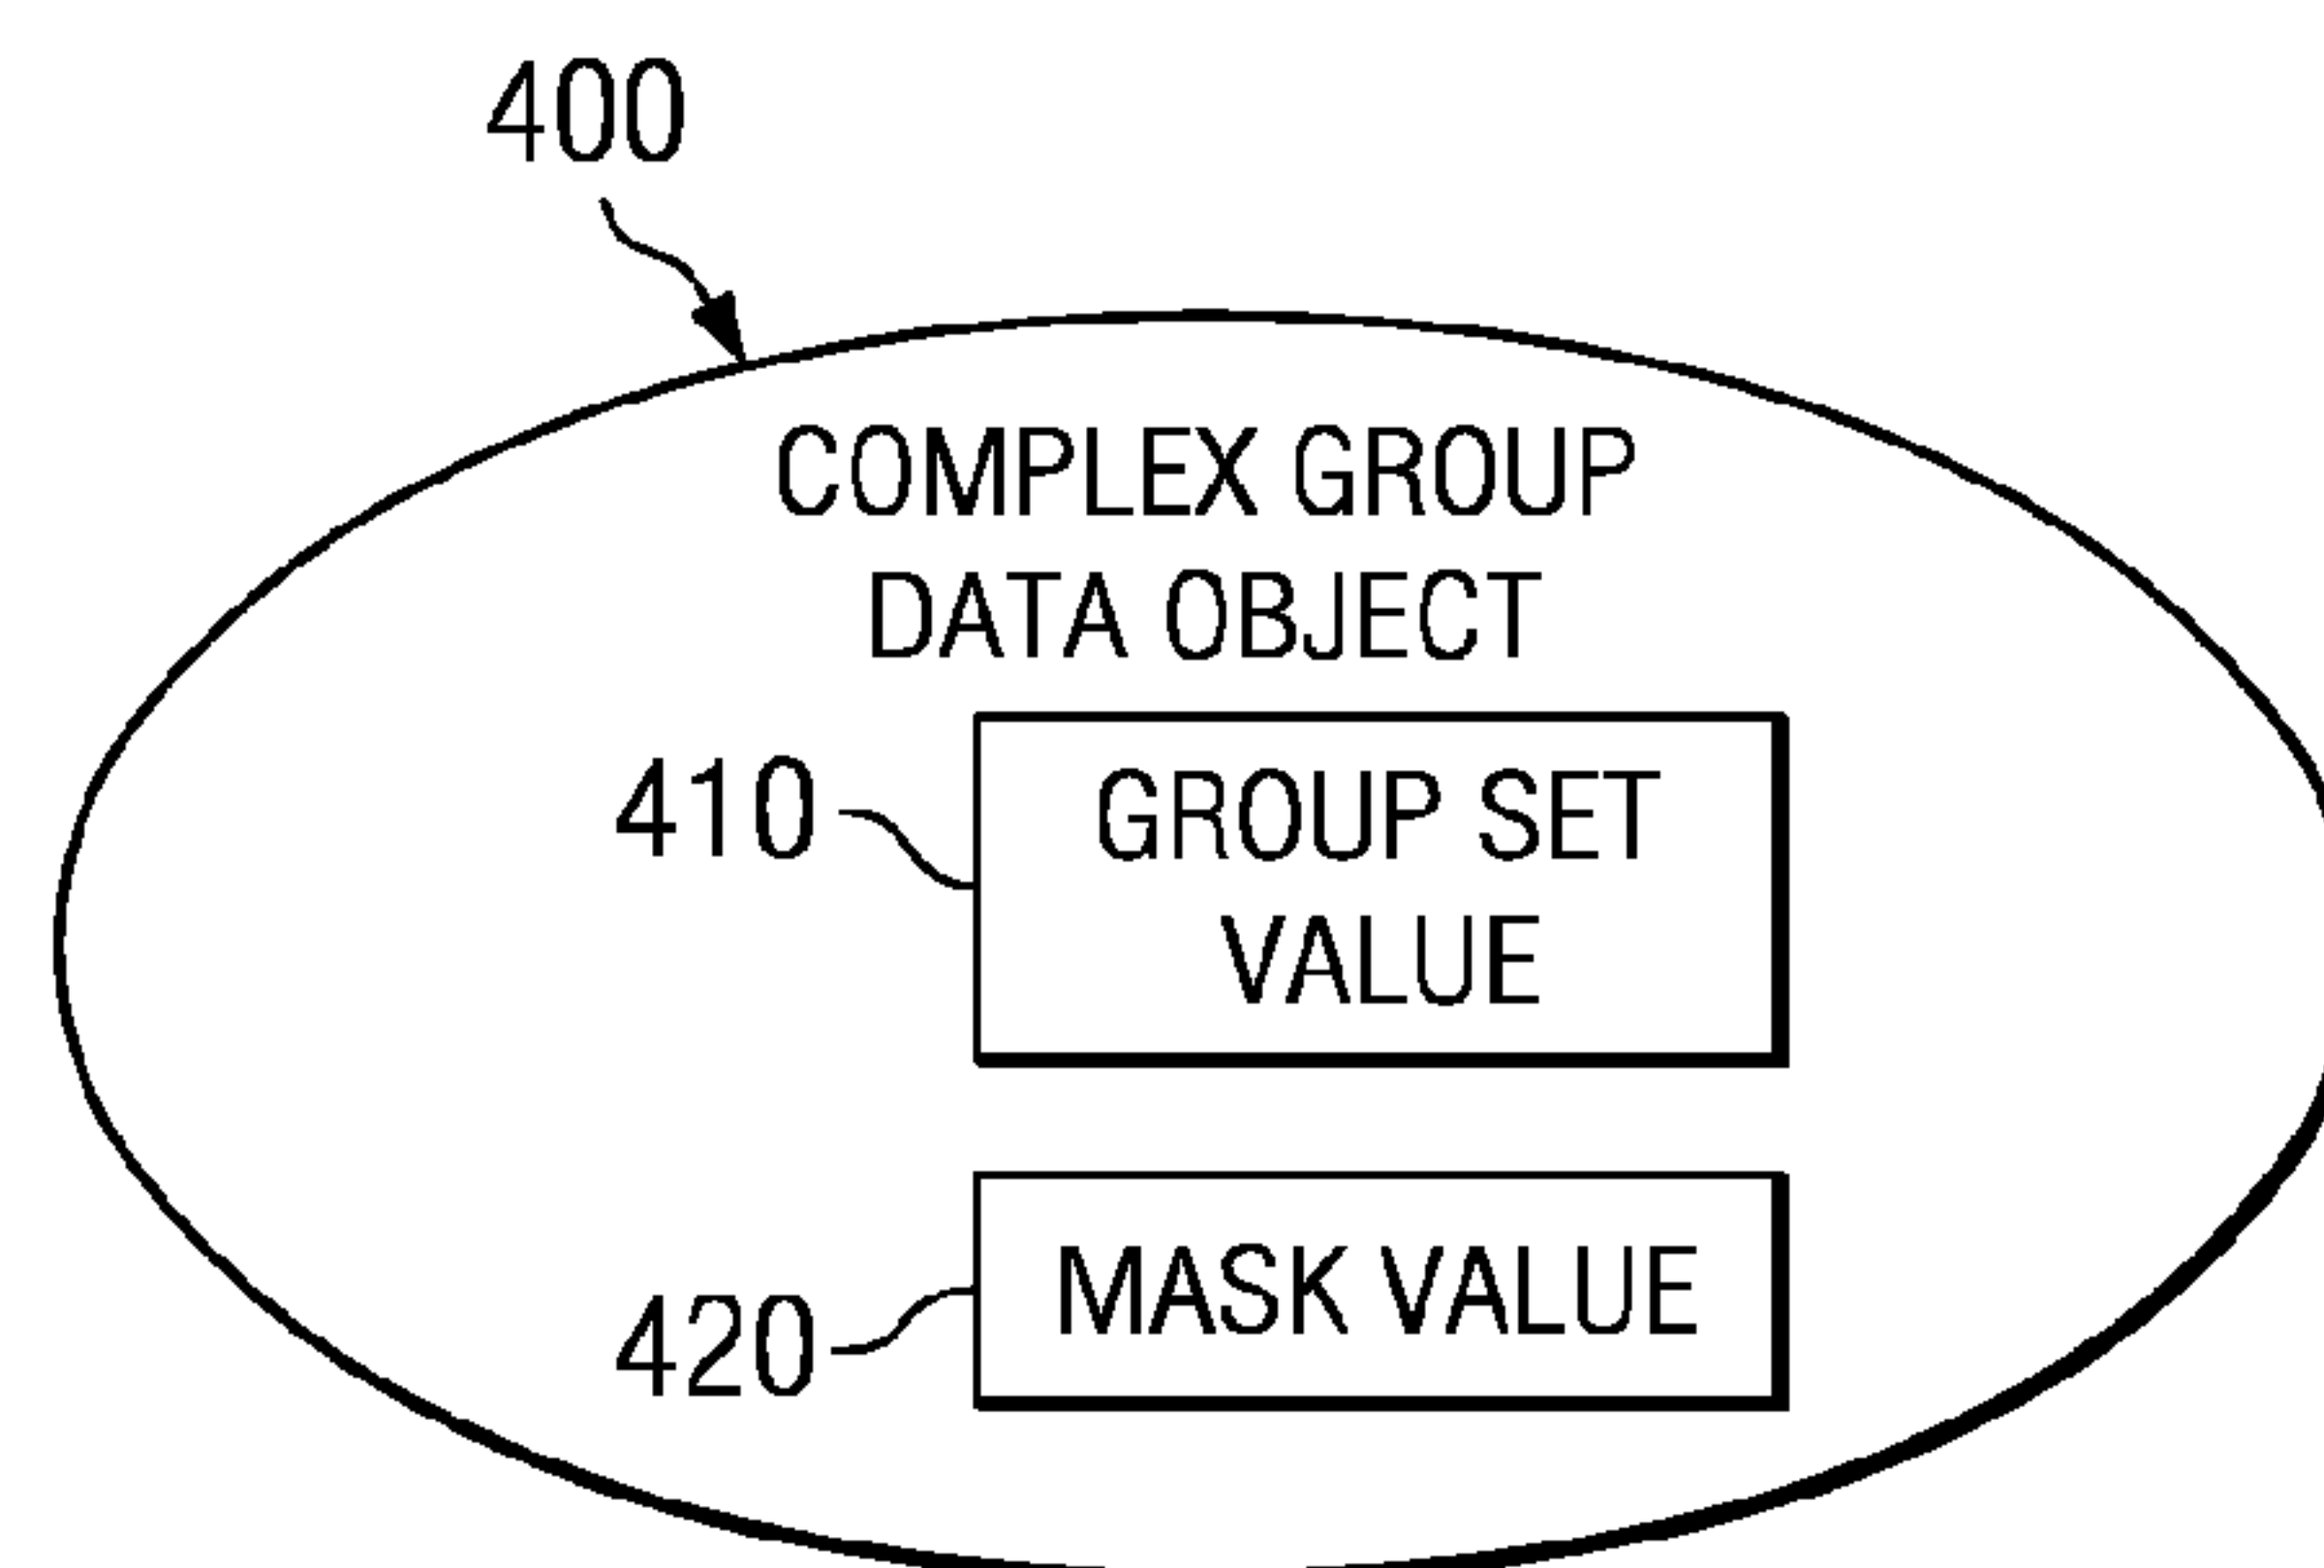 400
COMPLEX GROUP
DATA OBJECT
410
GROUP SET
VALUE
420
MASK VALUE